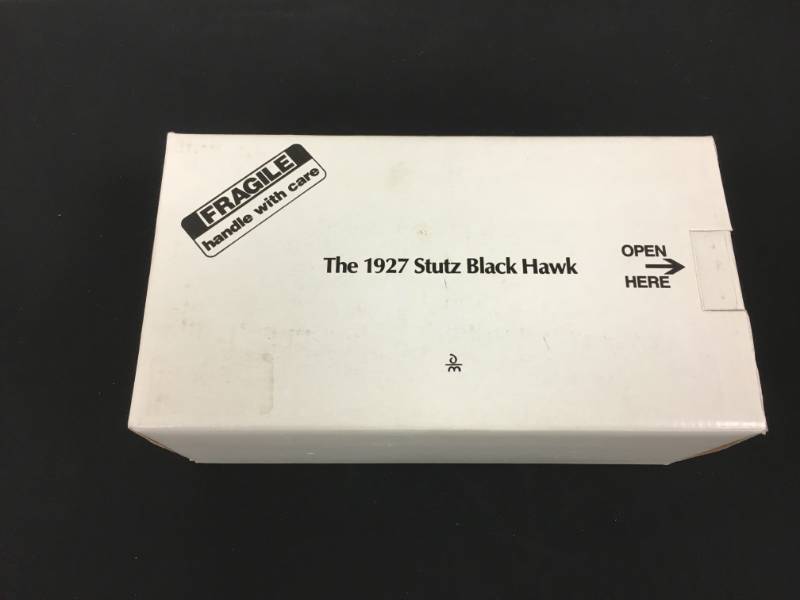 FRAGILE
handle with care
The 1927 Stutz Black Hawk
OPEN
HERE